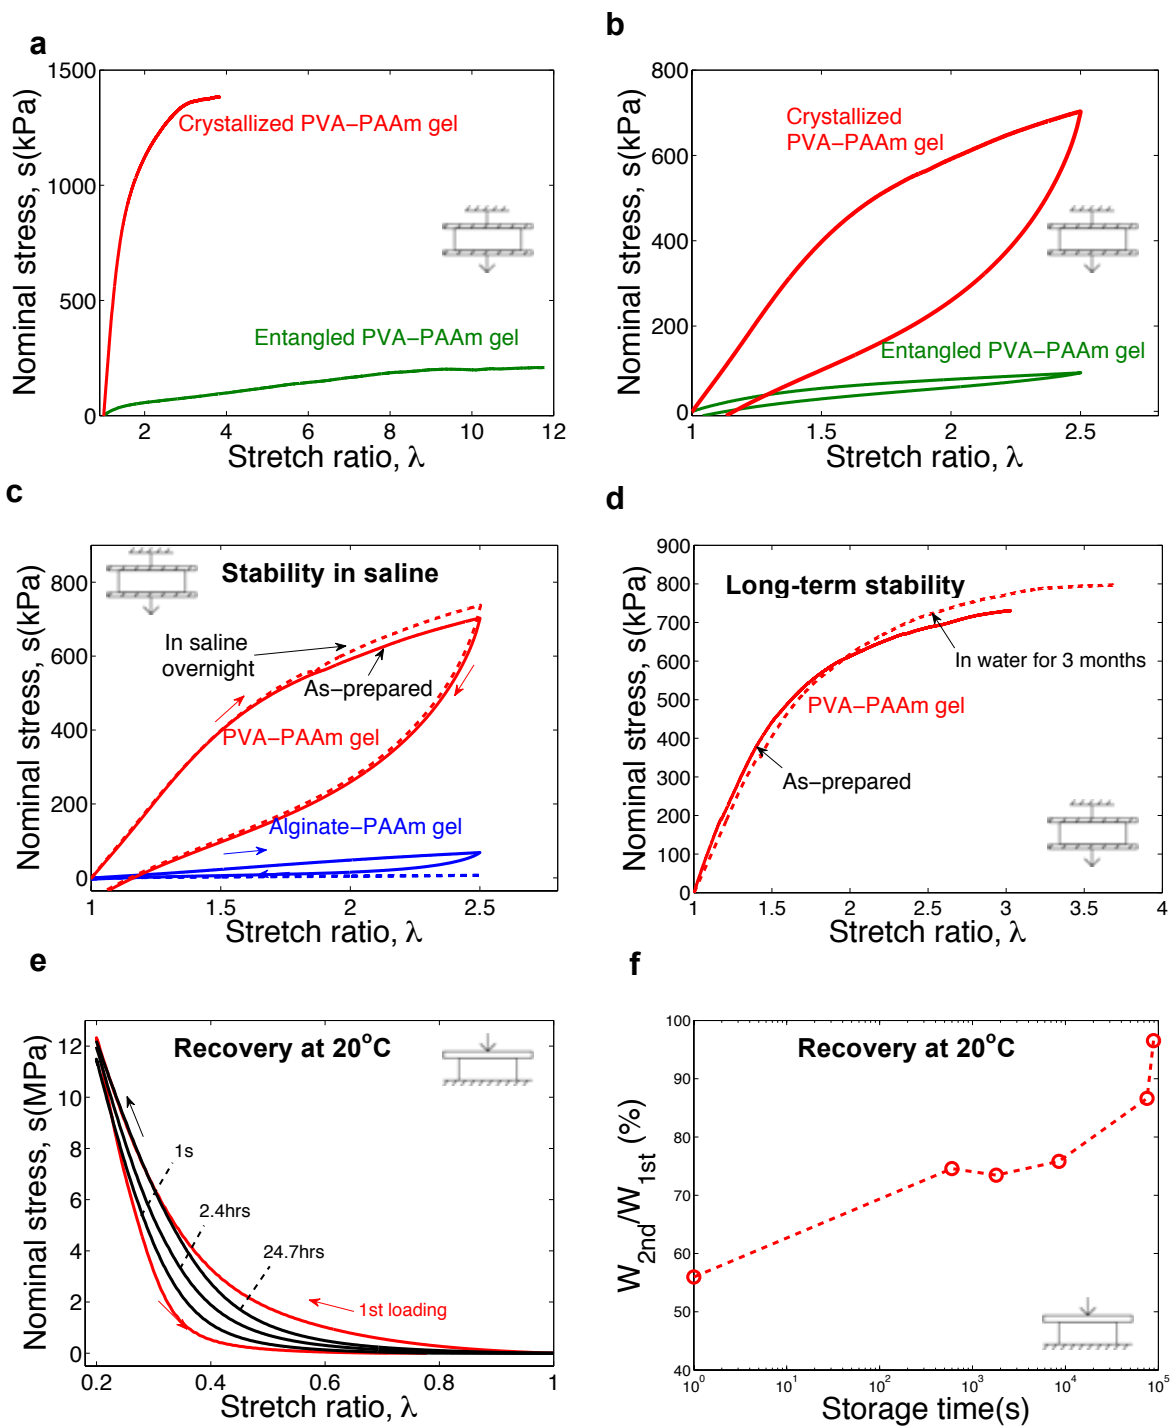 a
1500
1000
500
0
2
4
6
8
10
12
Nominal stress, s(kPa)
Stretch ratio, λ
Crystallized PVA−PAAm gel
Entangled PVA−PAAm gel
b
800
600
400
200
0
1
1.5
2
2.5
Nominal stress, s(kPa)
Stretch ratio, λ
Crystallized
PVA−PAAm gel
Entangled PVA−PAAm gel
c
800
600
400
200
0
1
1.5
2
2.5
Nominal stress, s(kPa)
Stretch ratio, λ
Stability in saline
In saline
overnight
As−prepared
PVA−PAAm gel
Alginate−PAAm gel
d
900
800
700
600
500
400
300
200
100
0
1
1.5
2
2.5
3
3.5
4
Nominal stress, s(kPa)
Stretch ratio, λ
Long-term stability
In water for 3 months
PVA−PAAm gel
As−prepared
e
12
10
8
6
4
2
0
0.2
0.4
0.6
0.8
1
Nominal stress, s(MPa)
Stretch ratio, λ
Recovery at 20°C
1s
2.4hrs
24.7hrs
1st loading
f
100
90
80
70
60
50
40
10⁰
10¹
10²
10³
10⁴
10⁵
W₂nd/W₁st (%)
Storage time(s)
Recovery at 20°C